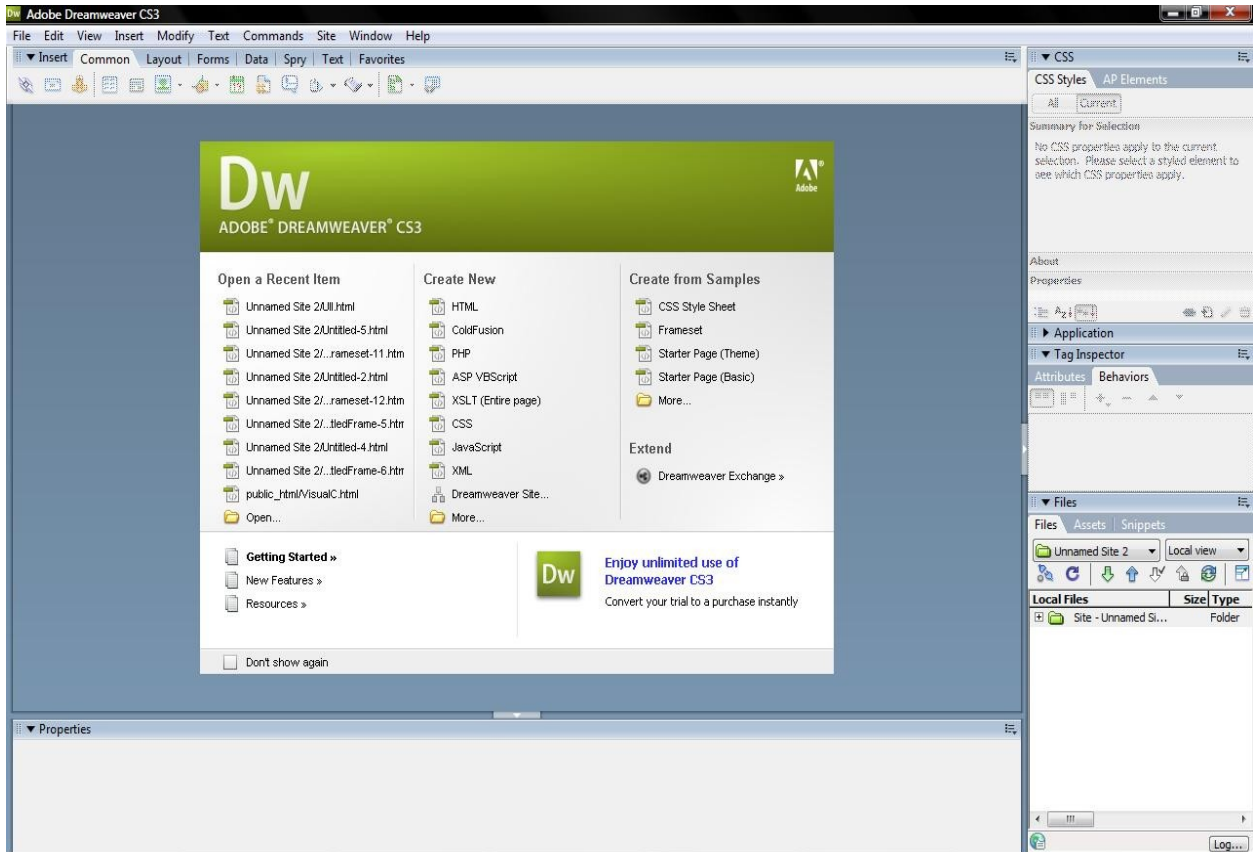 Dw Adobe Dreamweaver CS3
File Edit View Insert Modify Text Commands Site Window Help
Insert Common Layout Forms Data Spry Text Favorites
Dw
ADOBE® DREAMWEAVER® CS3
Adobe
Open a Recent Item
Unnamed Site 2/Ull.html
Unnamed Site 2/Untitled-5.html
Unnamed Site 2/...rameset-11.htm
Unnamed Site 2/Untitled-2.html
Unnamed Site 2/...rameset-12.htm
Unnamed Site 2/...tledFrame-5.htm
Unnamed Site 2/Untitled-4.html
Unnamed Site 2/...tledFrame-6.htm
public_html/VisualC.html
Open...
Create New
HTML
ColdFusion
PHP
ASP VBScript
XSLT (Entire page)
CSS
JavaScript
XML
Dreamweaver Site...
More...
Create from Samples
CSS Style Sheet
Frameset
Starter Page (Theme)
Starter Page (Basic)
More...
Extend
Dreamweaver Exchange »
Getting Started »
New Features »
Resources »
Dw
Enjoy unlimited use of
Dreamweaver CS3
Convert your trial to a purchase instantly
Don't show again
Properties
CSS
CSS Styles AP Elements
All Current
Summary for Selection
No CSS properties apply to the current
selection. Please select a styled element to
see which CSS properties apply.
About
Properties
Application
Tag Inspector
Attributes Behaviors
Files
Files Assets Snippets
Unnamed Site 2 Local view
Local Files Size Type
Site - Unnamed Si... Folder
Log...